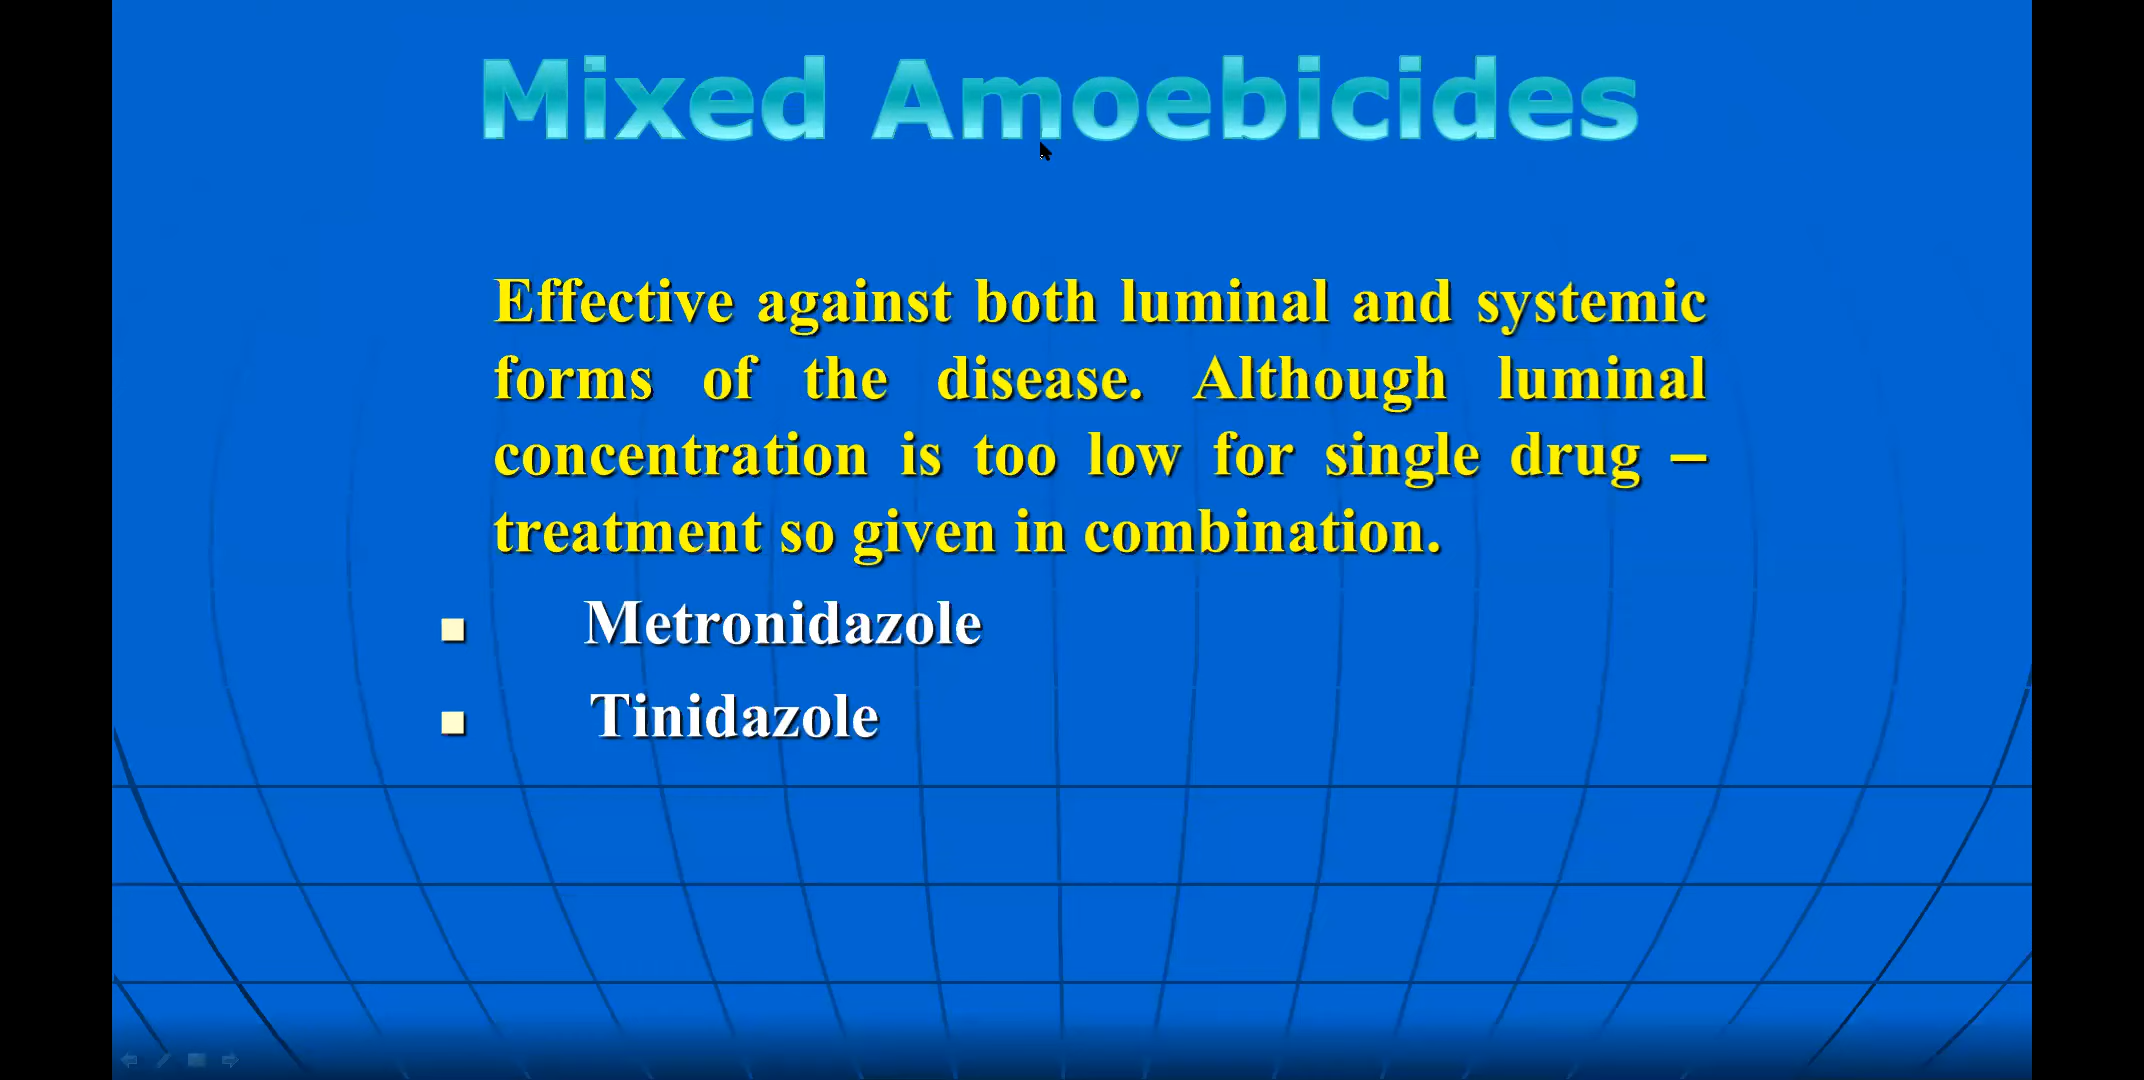 Mixed Amoebicides
Effective against both luminal and systemic
forms of the disease. Although luminal
concentration is too low for single drug –
treatment so given in combination.
Metronidazole
Tinidazole